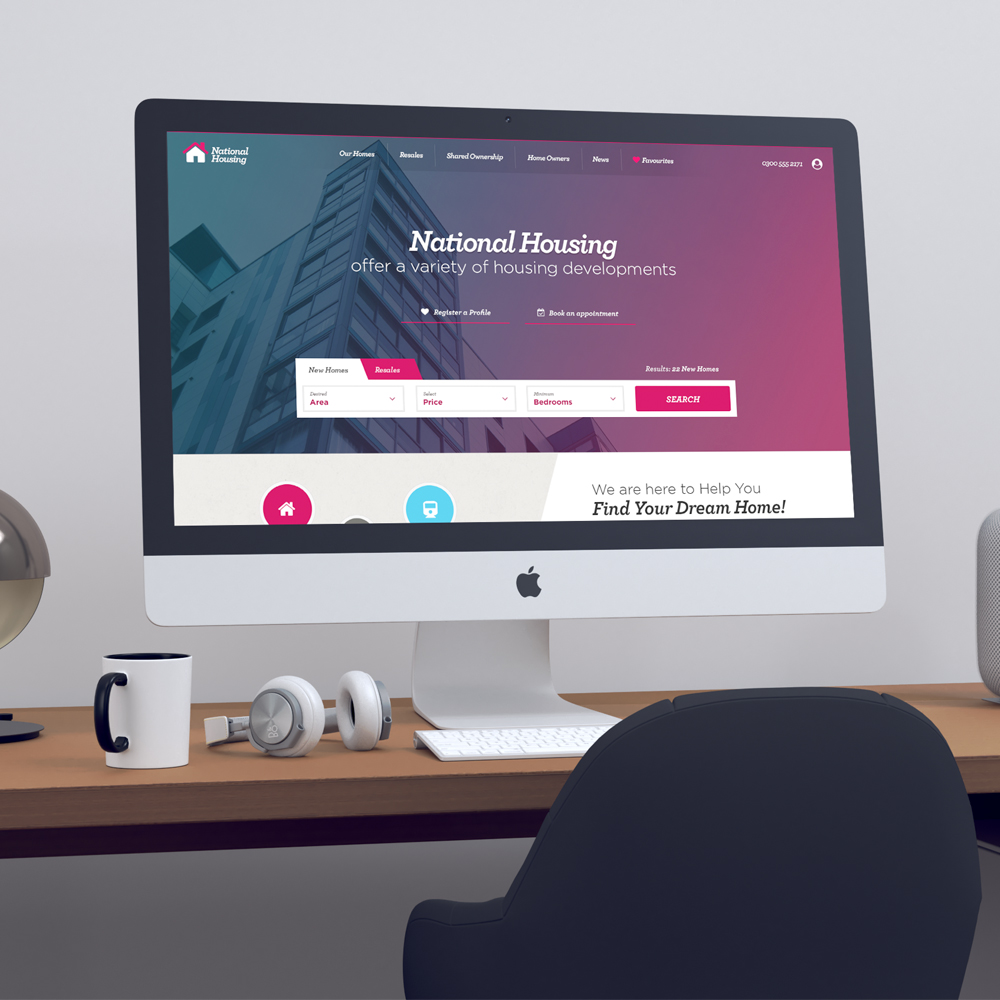 National
Housing
Our Homes
Resales
Shared Ownership
Home Owners
News
Favourites
0300 555 2171
National Housing
offer a variety of housing developments
Register a Profile
Book an appointment
New Homes
Resales
Results: 22 New Homes
Desired
Area
Select
Price
Minimum
Bedrooms
SEARCH
We are here to Help You
Find Your Dream Home!
B&O